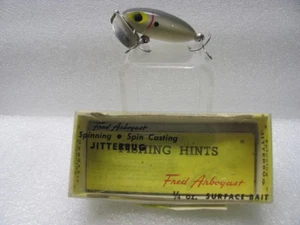 Fred Arbogast
Spinning • Spin Casting
JITTERBUG
FISHING HINTS
Fred Arbogast
¼ oz. SURFACE BAIT